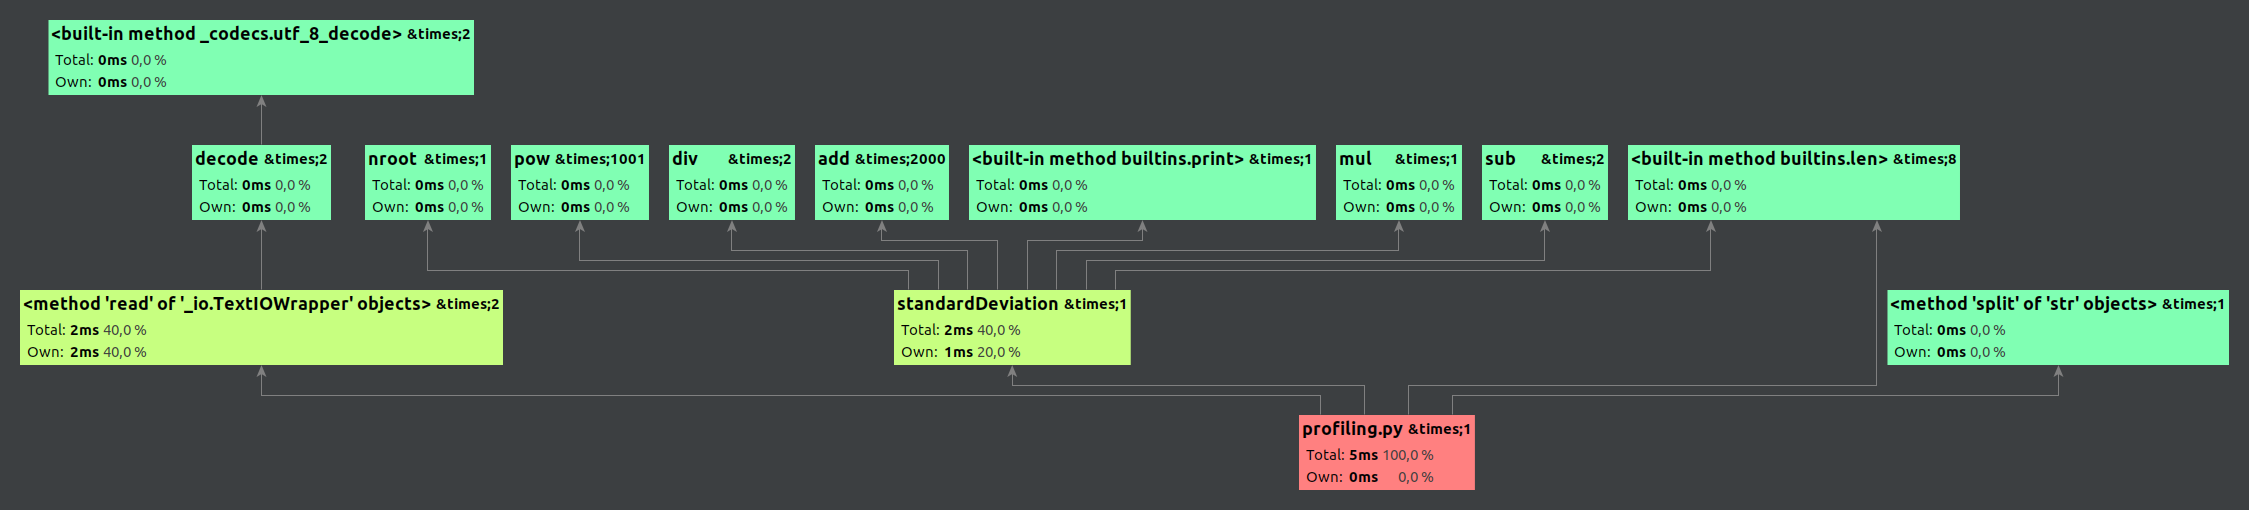 <built-in method _codecs.utf_8_decode> &times;2
Total: 0ms 0,0 %
Own: 0ms 0,0 %
decode &times;2
Total: 0ms 0,0 %
Own: 0ms 0,0 %
nroot &times;1
Total: 0ms 0,0 %
Own: 0ms 0,0 %
pow &times;1001
Total: 0ms 0,0 %
Own: 0ms 0,0 %
div &times;2
Total: 0ms 0,0 %
Own: 0ms 0,0 %
add &times;2000
Total: 0ms 0,0 %
Own: 0ms 0,0 %
<built-in method builtins.print> &times;1
Total: 0ms 0,0 %
Own: 0ms 0,0 %
mul &times;1
Total: 0ms 0,0 %
Own: 0ms 0,0 %
sub &times;2
Total: 0ms 0,0 %
Own: 0ms 0,0 %
<built-in method builtins.len> &times;8
Total: 0ms 0,0 %
Own: 0ms 0,0 %
<method 'read' of '_io.TextIOWrapper' objects> &times;2
Total: 2ms 40,0 %
Own: 2ms 40,0 %
standardDeviation &times;1
Total: 2ms 40,0 %
Own: 1ms 20,0 %
<method 'split' of 'str' objects> &times;1
Total: 0ms 0,0 %
Own: 0ms 0,0 %
profiling.py &times;1
Total: 5ms 100,0 %
Own: 0ms 0,0 %